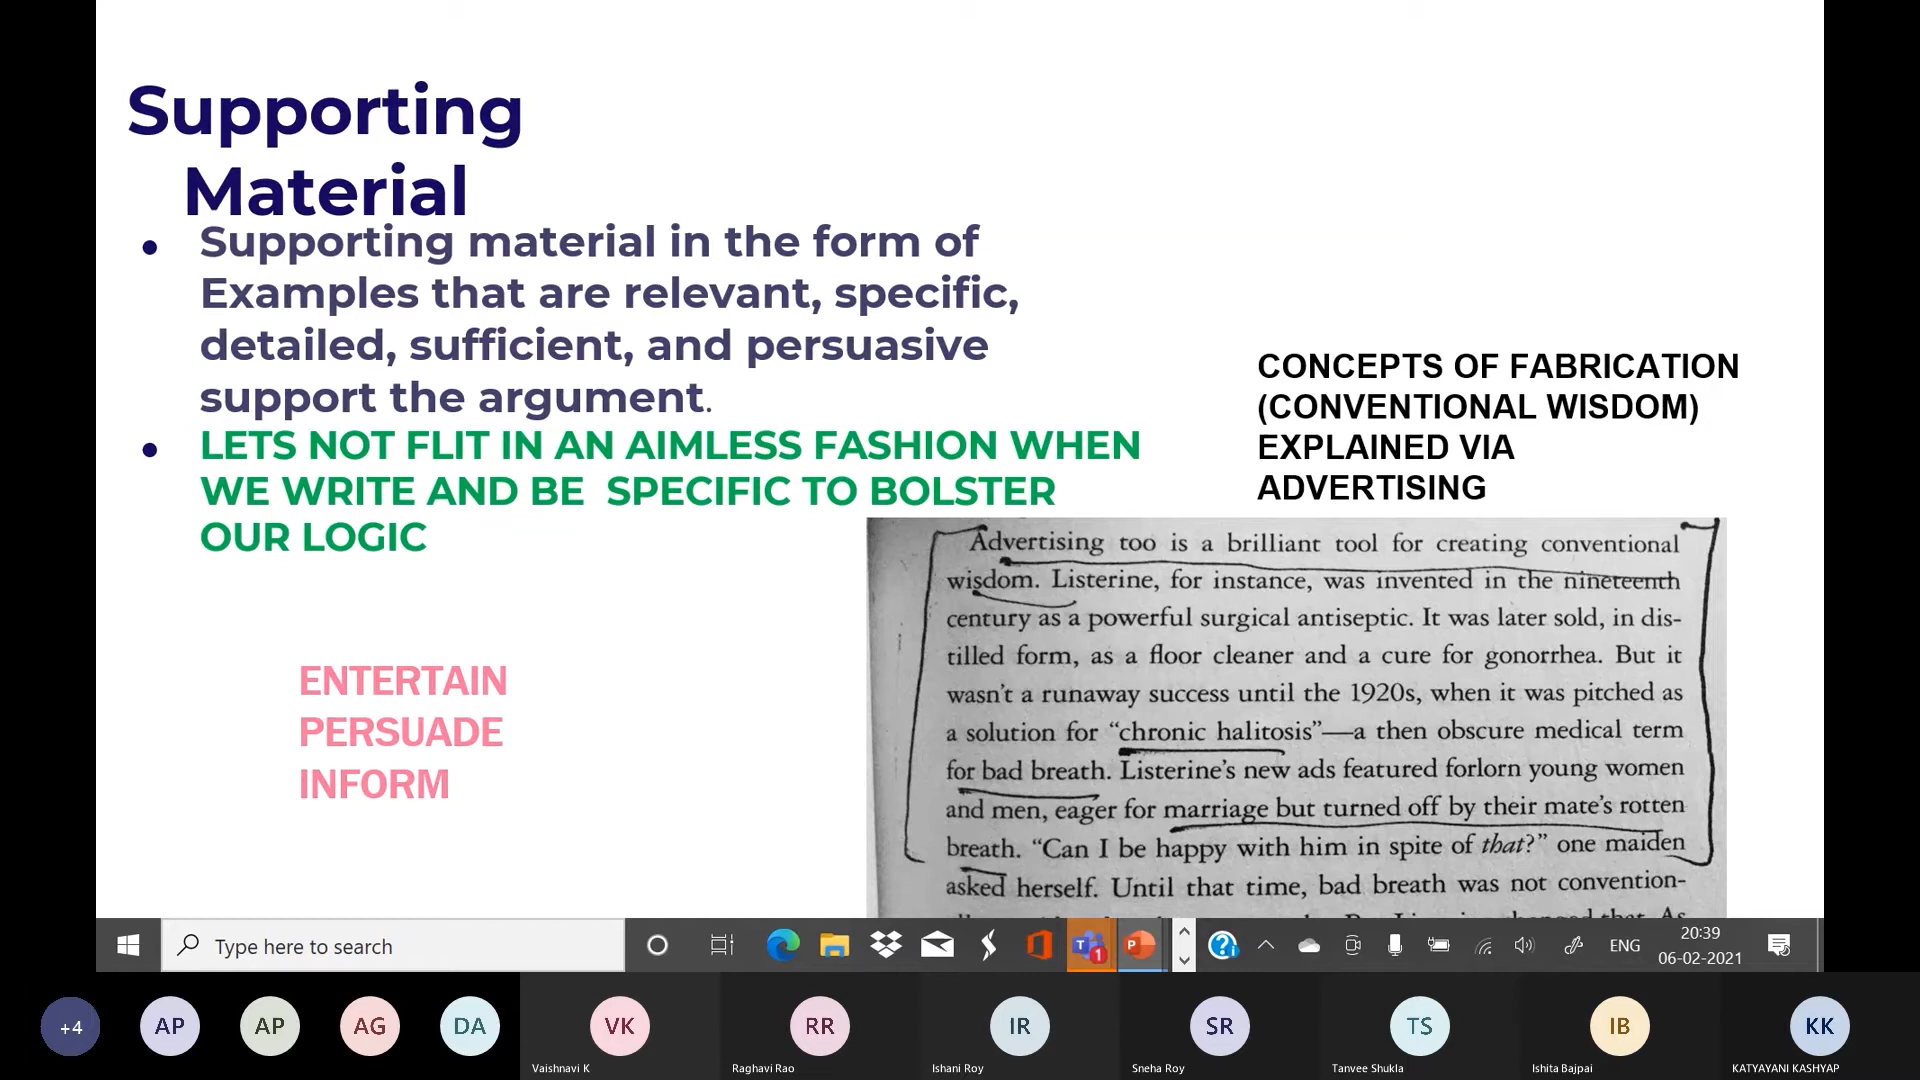 Supporting
Material
• Supporting material in the form of
Examples that are relevant, specific,
detailed, sufficient, and persuasive
support the argument.
• LETS NOT FLIT IN AN AIMLESS FASHION WHEN
WE WRITE AND BE SPECIFIC TO BOLSTER
OUR LOGIC
ENTERTAIN
PERSUADE
INFORM
CONCEPTS OF FABRICATION
(CONVENTIONAL WISDOM)
EXPLAINED VIA
ADVERTISING
Advertising too is a brilliant tool for creating conventional
wisdom. Listerine, for instance, was invented in the nineteenth
century as a powerful surgical antiseptic. It was later sold, in dis-
tilled form, as a floor cleaner and a cure for gonorrhea. But it
wasn't a runaway success until the 1920s, when it was pitched as
a solution for “chronic halitosis”—a then obscure medical term
for bad breath. Listerine's new ads featured forlorn young women
and men, eager for marriage but turned off by their mate's rotten
breath. “Can I be happy with him in spite of that?” one maiden
asked herself. Until that time, bad breath was not convention-
Type here to search
1
ENG
20:39
06-02-2021
+4
AP
AP
AG
DA
VK
RR
IR
SR
TS
IB
KK
Vaishnavi K
Raghavi Rao
Ishani Roy
Sneha Roy
Tanvee Shukla
Ishita Bajpai
KATYAYANI KASHYAP